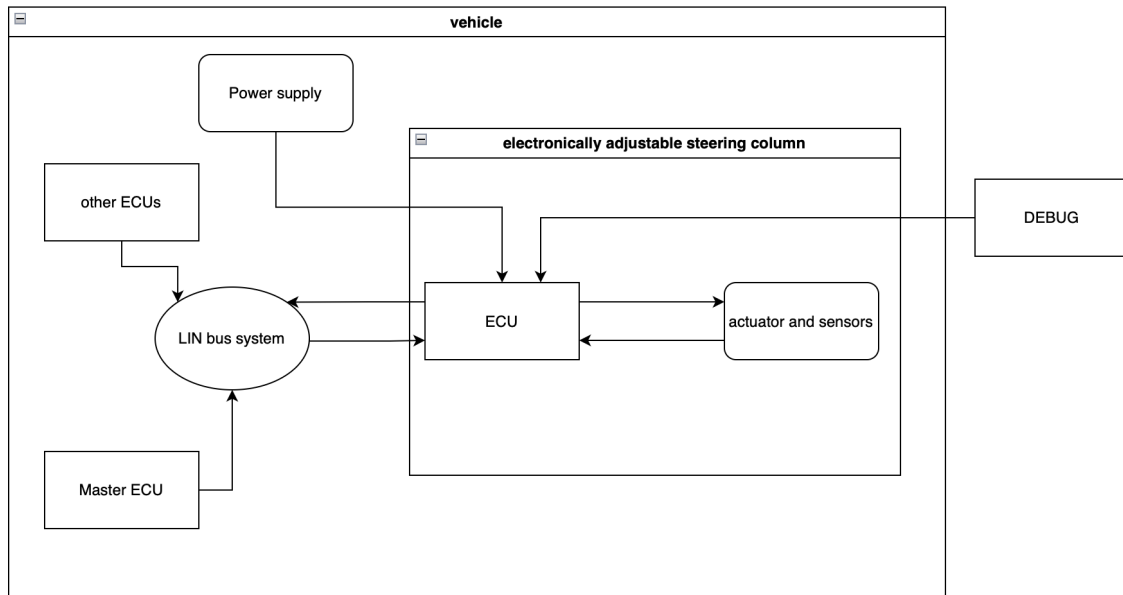 vehicle
Power supply
electronically adjustable steering column
other ECUs
DEBUG
LIN bus system
ECU
actuator and sensors
Master ECU